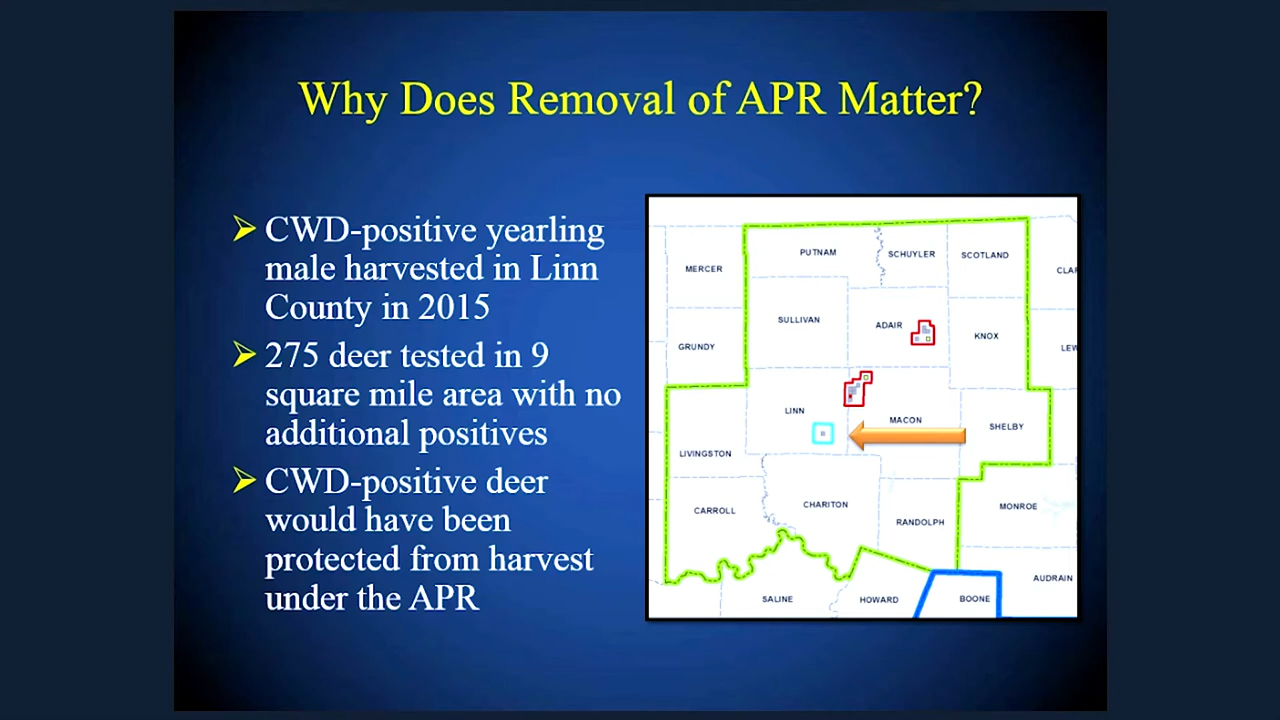 Why Does Removal of APR Matter?
CWD-positive yearling
male harvested in Linn
County in 2015
275 deer tested in 9
square mile area with no
additional positives
CWD-positive deer
would have been
protected from harvest
under the APR
PUTNAM
SCHUYLER
SCOTLAND
MERCER
CLAR
SULLIVAN
ADAIR
KNOX
GRUNDY
LEW
LINN
MACON
SHELBY
LIVINGSTON
CARROLL
CHARITON
RANDOLPH
MONROE
AUDRAIN
SALINE
HOWARD
BOONE